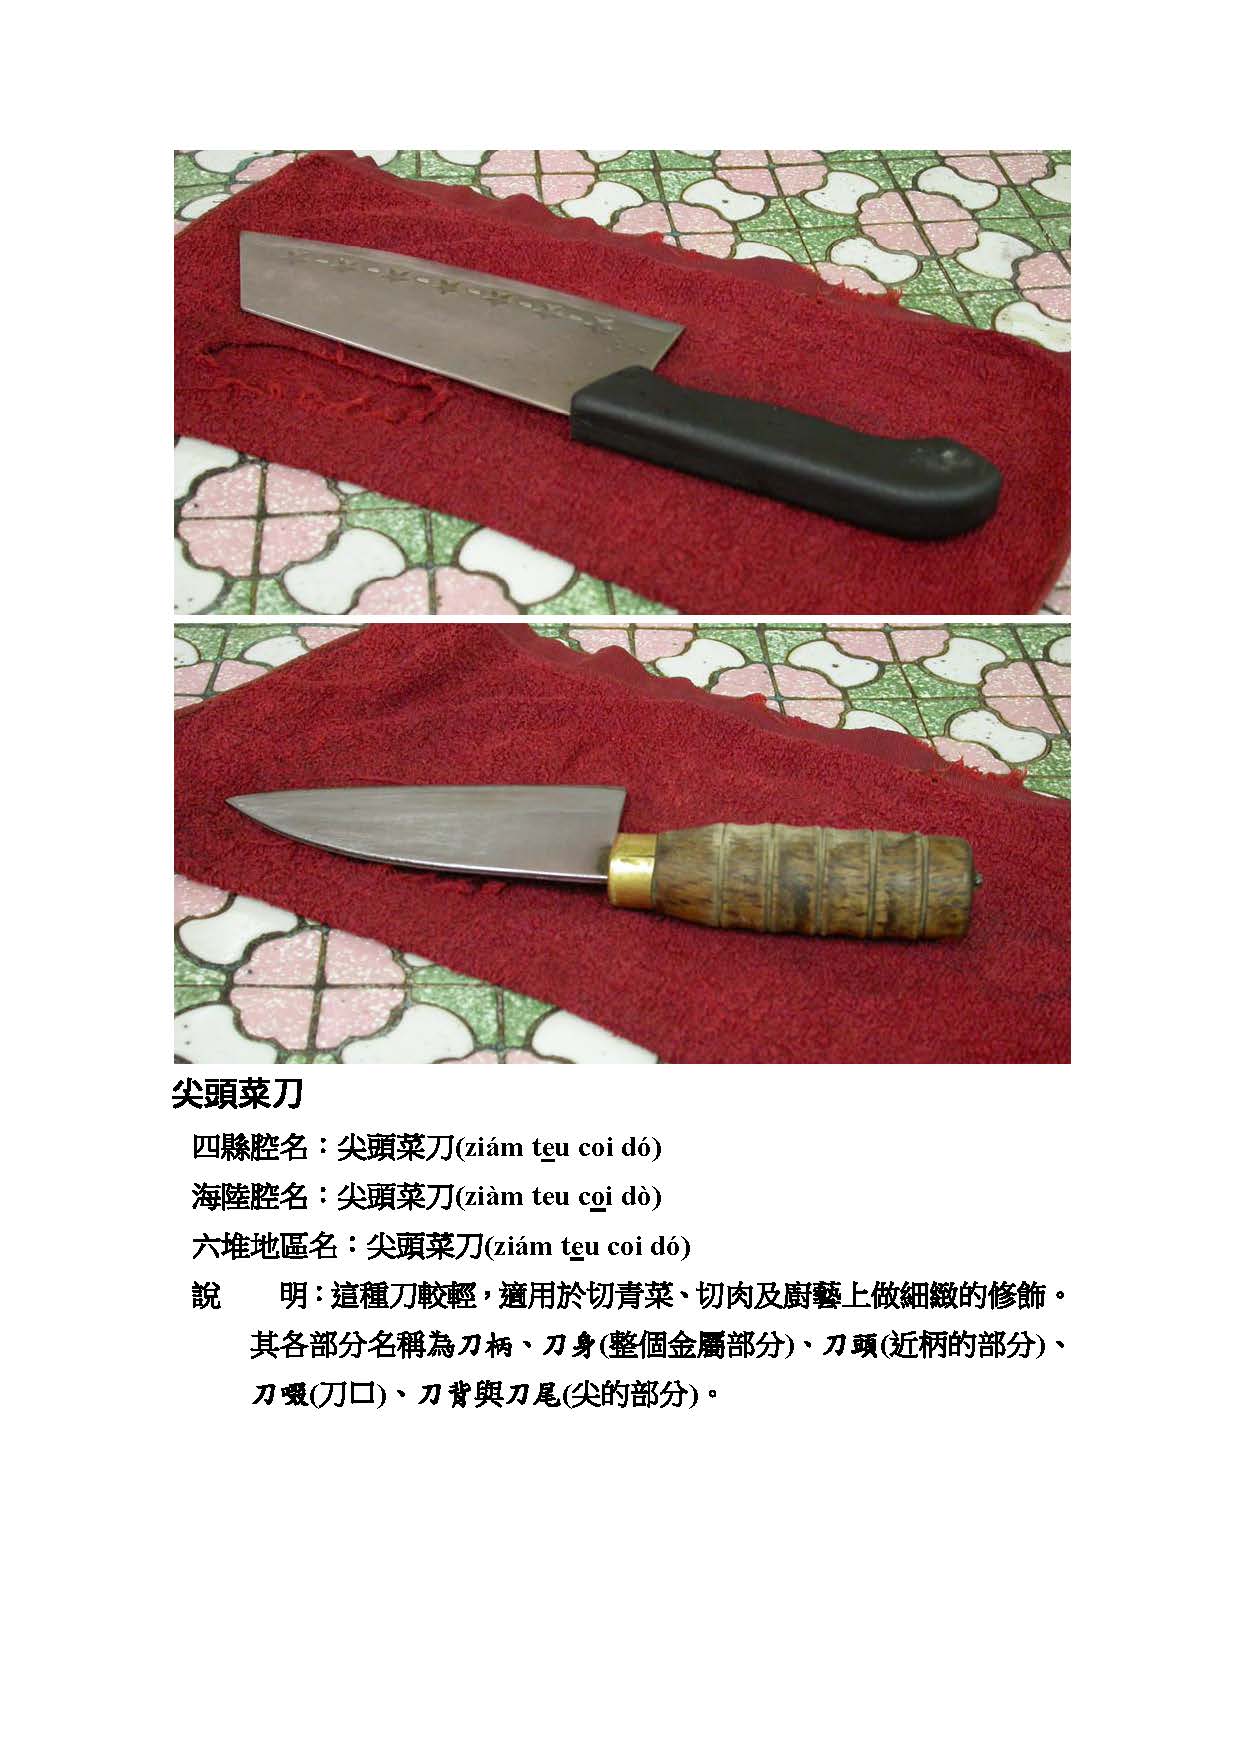 尖頭菜刀
四縣腔名：尖頭菜刀(ziám te̲u coi dó)
海陸腔名：尖頭菜刀(ziàm teu co̲i dò)
六堆地區名：尖頭菜刀(ziám te̲u coi dó)
說　　明：這種刀較輕，適用於切青菜、切肉及廚藝上做細緻的修飾。
其各部分名稱為刀柄、刀身(整個金屬部分)、刀頭(近柄的部分)、
刀啜(刀口)、刀背與刀尾(尖的部分)。